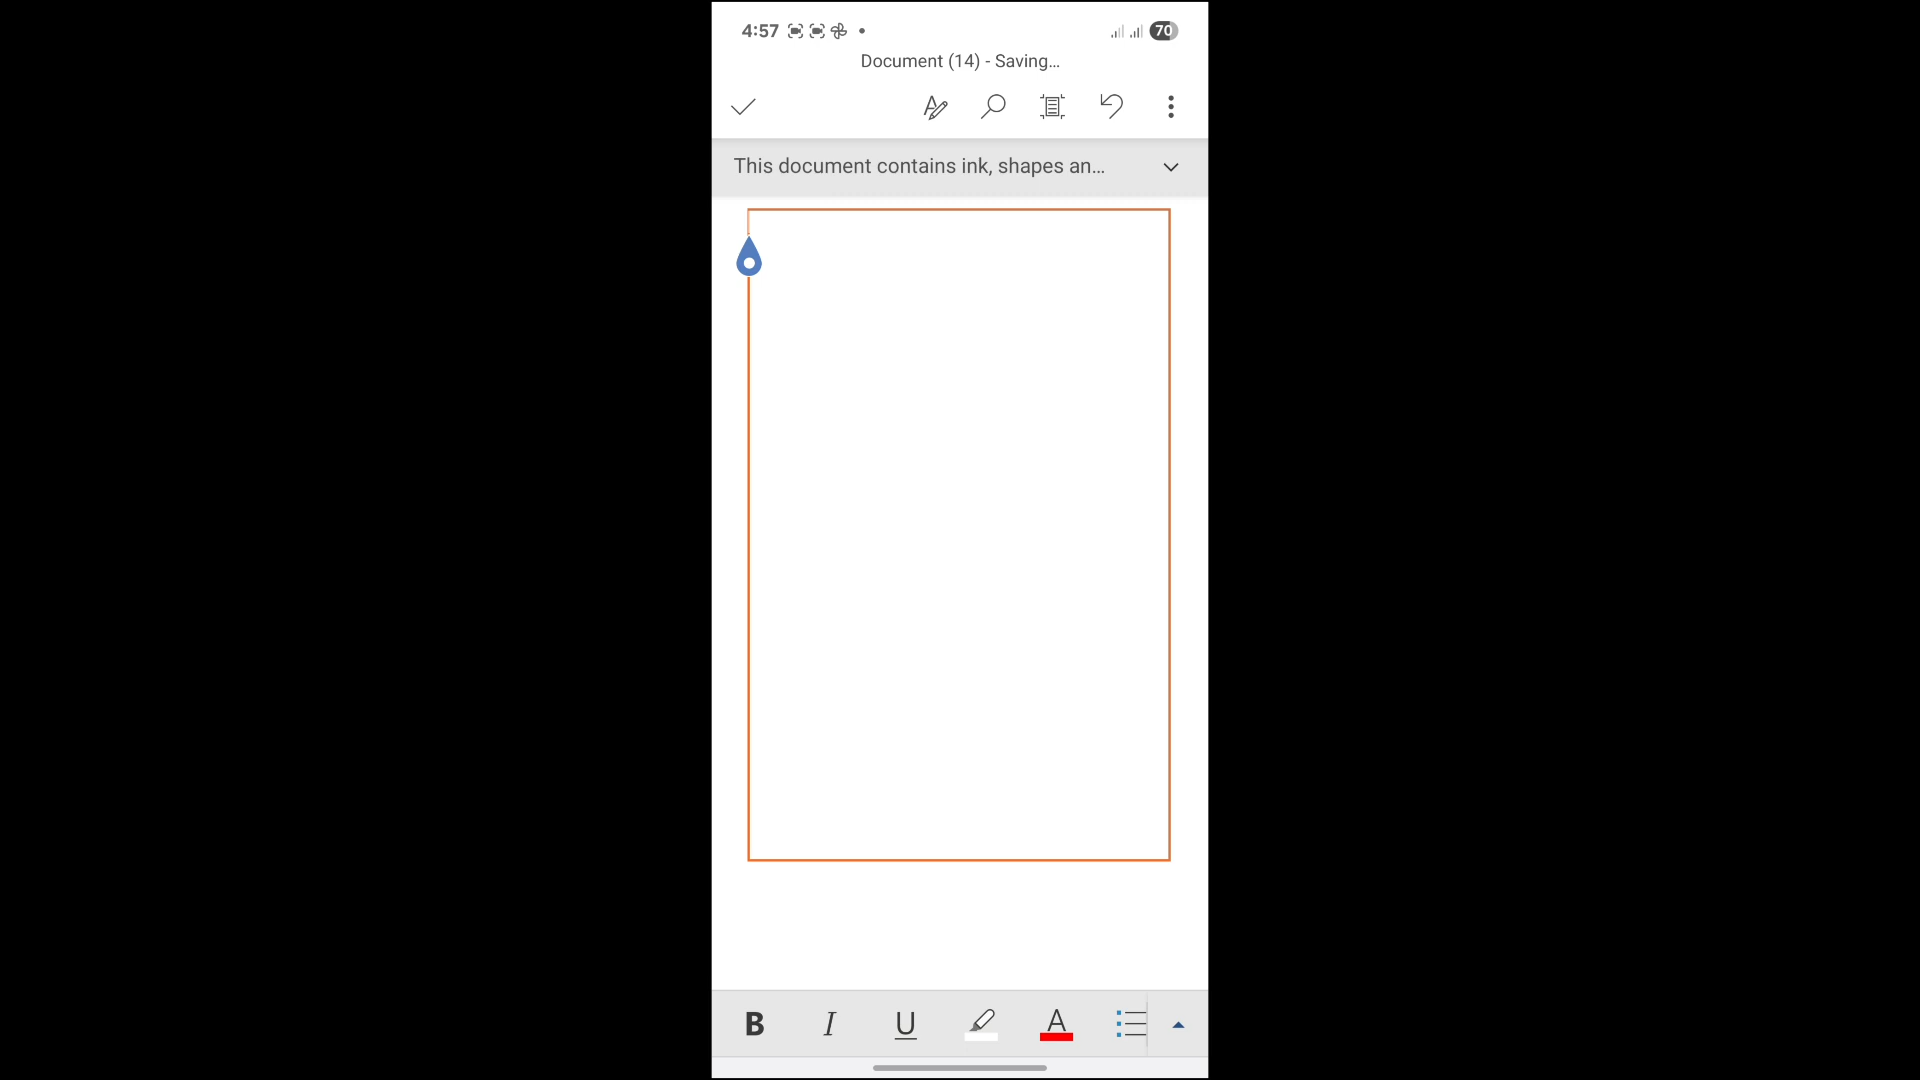 4:57
70
Document (14) - Saving...
This document contains ink, shapes an...
B I U A